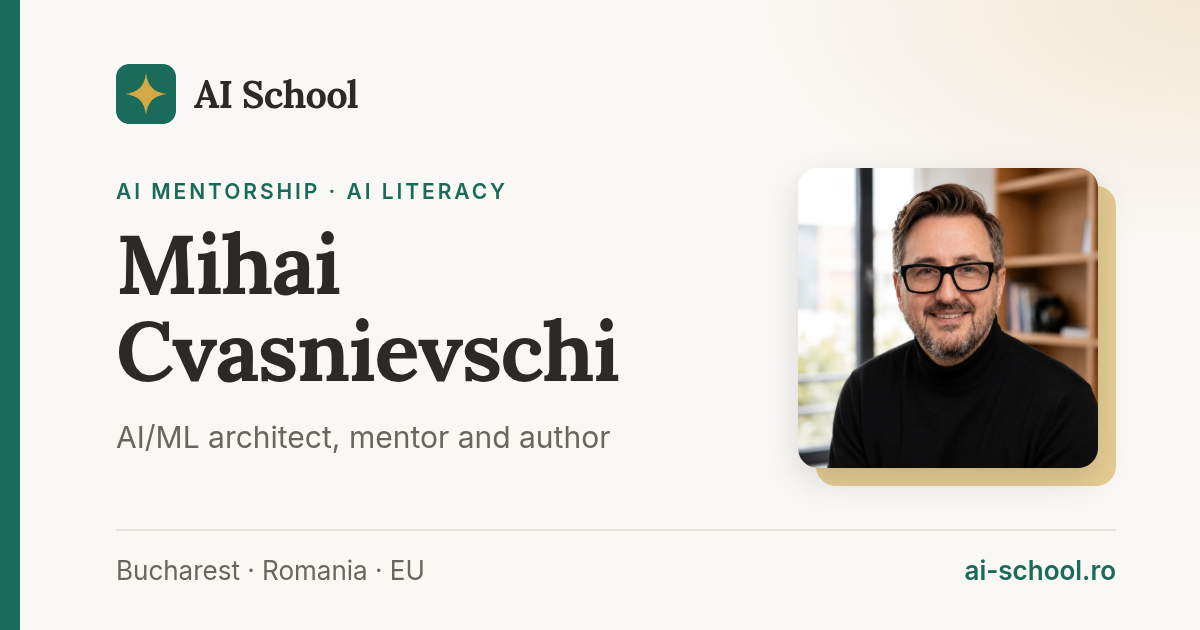 AI School
AI MENTORSHIP · AI LITERACY
Mihai
Cvasnievschi
AI/ML architect, mentor and author
Bucharest · Romania · EU
ai-school.ro